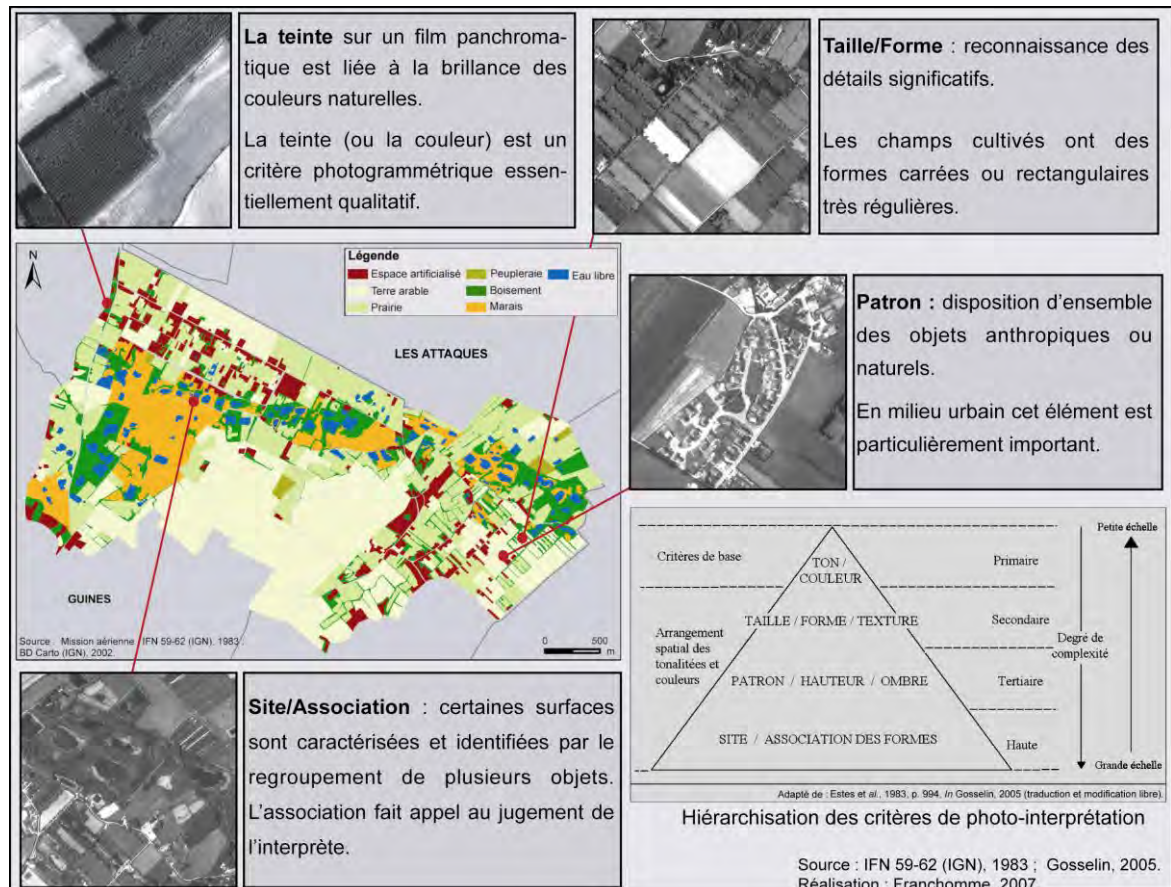 La teinte sur un film panchroma-
tique est liée à la brillance des
couleurs naturelles.
La teinte (ou la couleur) est un
critère photogrammétrique essen-
tiellement qualitatif.
Taille/Forme : reconnaissance des
détails significatifs.
Les champs cultivés ont des
formes carrées ou rectangulaires
très régulières.
N
Légende
Espace artificialisé
Peupleraie
Eau libre
Terre arable
Boisement
Prairie
Marais
LES ATTAQUES
GUINES
Source : Mission aérienne : IFN 59-62 (IGN), 1983.
BD Carto (IGN), 2002.
0 500
m
Patron : disposition d'ensemble
des objets anthropiques ou
naturels.
En milieu urbain cet élément est
particulièrement important.
Site/Association : certaines surfaces
sont caractérisées et identifiées par le
regroupement de plusieurs objets.
L'association fait appel au jugement de
l'interprète.
Petite échelle
Critères de base
TON /
COULEUR
Primaire
Arrangement
spatial des
tonalitées et
couleurs
TAILLE / FORME / TEXTURE
Secondaire
Degré de
complexité
PATRON / HAUTEUR / OMBRE
Tertiaire
SITE / ASSOCIATION DES FORMES
Haute
Grande échelle
Adapté de : Estes et al., 1983, p. 994, In Gosselin, 2005 (traduction et modification libre).
Hiérarchisation des critères de photo-interprétation
Source : IFN 59-62 (IGN), 1983 ; Gosselin, 2005.
Réalisation : Franchomme, 2007